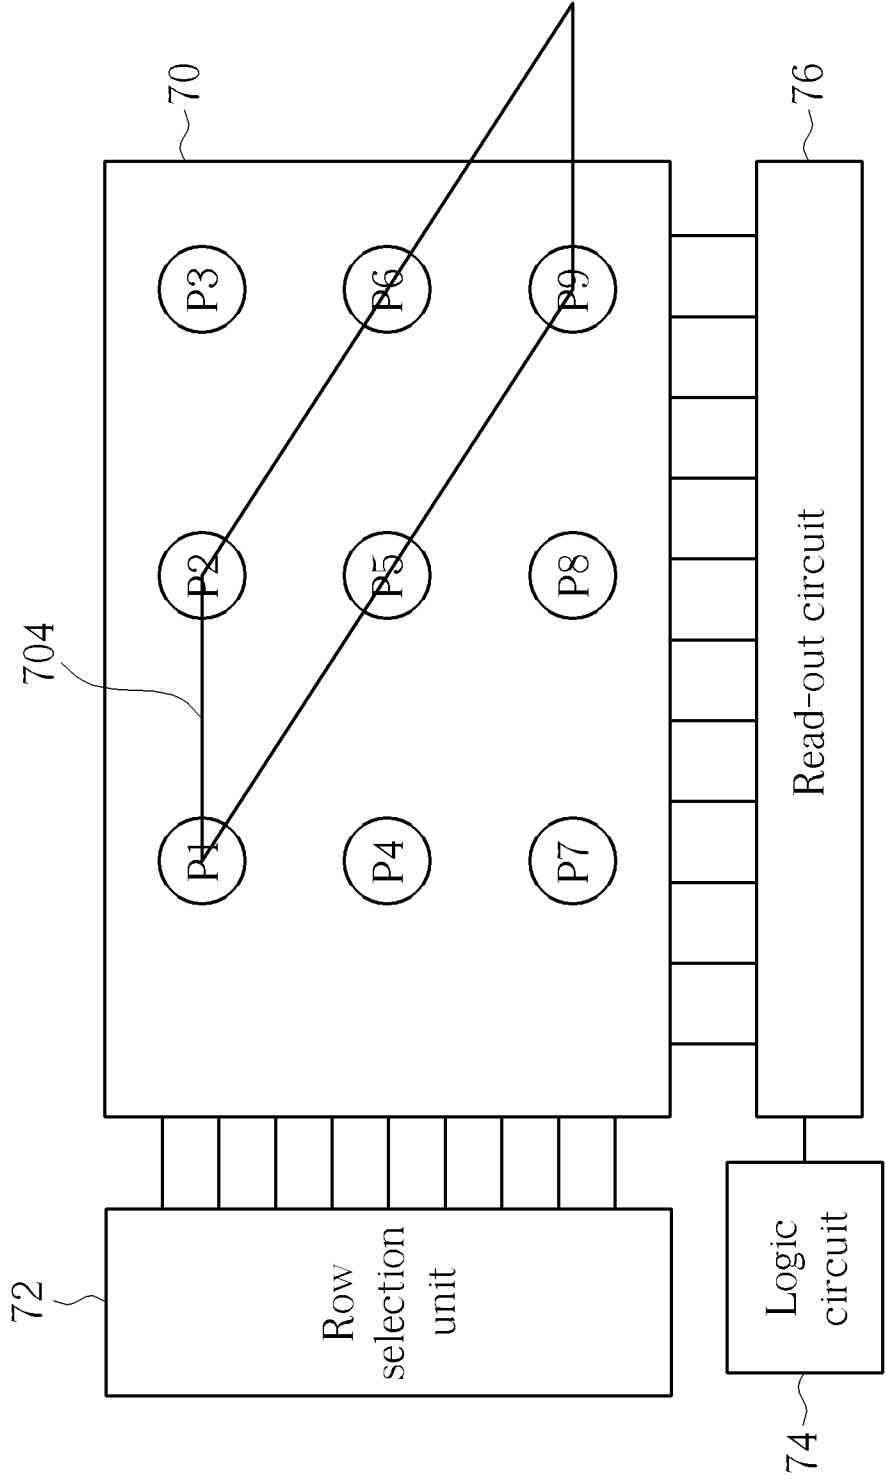 72
704
70
P1
P2
P3
P4
P5
P6
P7
P8
P9
Row
selection
unit
74
Logic
circuit
Read-out circuit
76